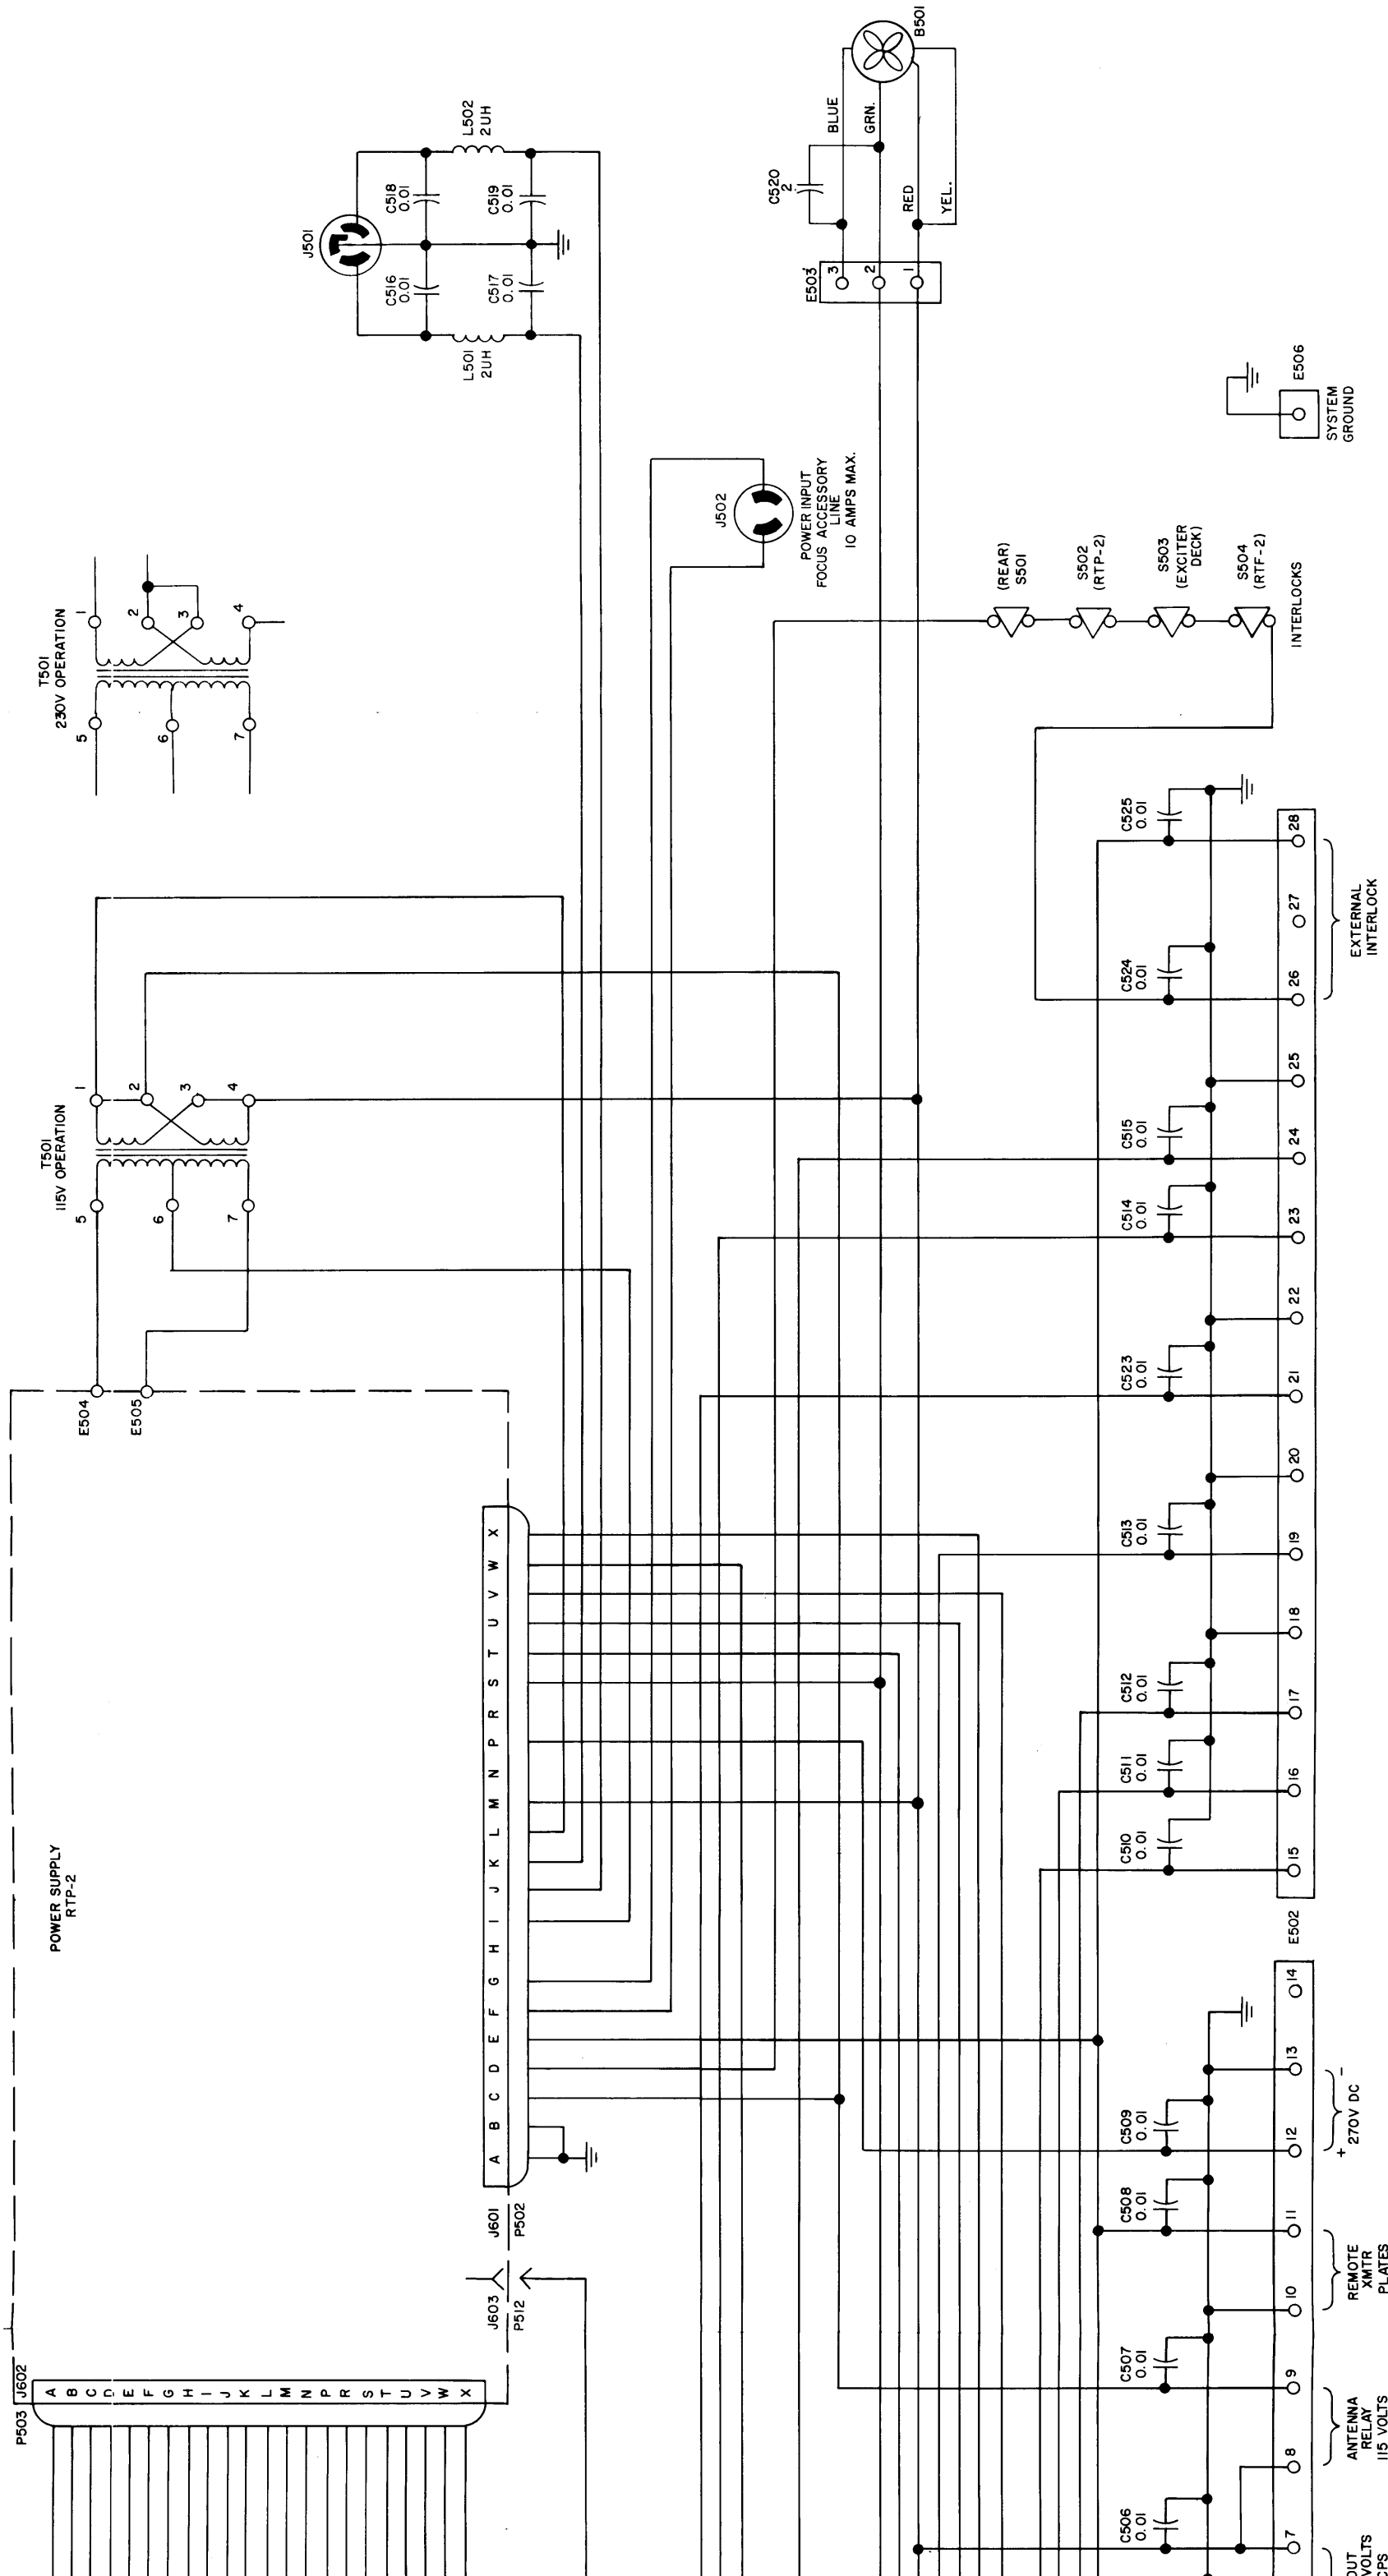 B501
BLUE
GRN.
RED
YEL.
C520
2
E503
3
2
1
L502
2UH
C518
0.01
C519
0.01
J501
C516
0.01
C517
0.01
L501
2UH
SYSTEM
GROUND
E506
J502
POWER INPUT
FOCUS ACCESSORY
LINE
10 AMPS MAX.
T501
230V OPERATION
1
2
3
4
5
6
7
(REAR)
S501
S502
(RTP-2)
S503
(EXCITER
DECK)
S504
(RTF-2)
INTERLOCKS
T501
115V OPERATION
1
2
3
4
5
6
7
E504
E505
C525
0.01
C524
0.01
C515
0.01
C514
0.01
C523
0.01
C513
0.01
C512
0.01
C511
0.01
C510
0.01
28
27
26
25
24
23
22
21
20
19
18
17
16
15
EXTERNAL
INTERLOCK
E502
POWER SUPPLY
RTP-2
X
W
V
U
T
S
R
P
N
M
L
K
J
I
H
G
F
E
D
C
B
A
J601
P502
J603
P512
P503
J602
A
B
C
D
E
F
G
H
I
J
K
L
M
N
P
R
S
T
U
V
W
X
C509
0.01
C508
0.01
C507
0.01
C506
0.01
14
13
12
11
10
9
8
7
+ 270V DC -
REMOTE
XMTR
PLATES
ANTENNA
RELAY
115 VOLTS
OUT
VOLTS
CPS